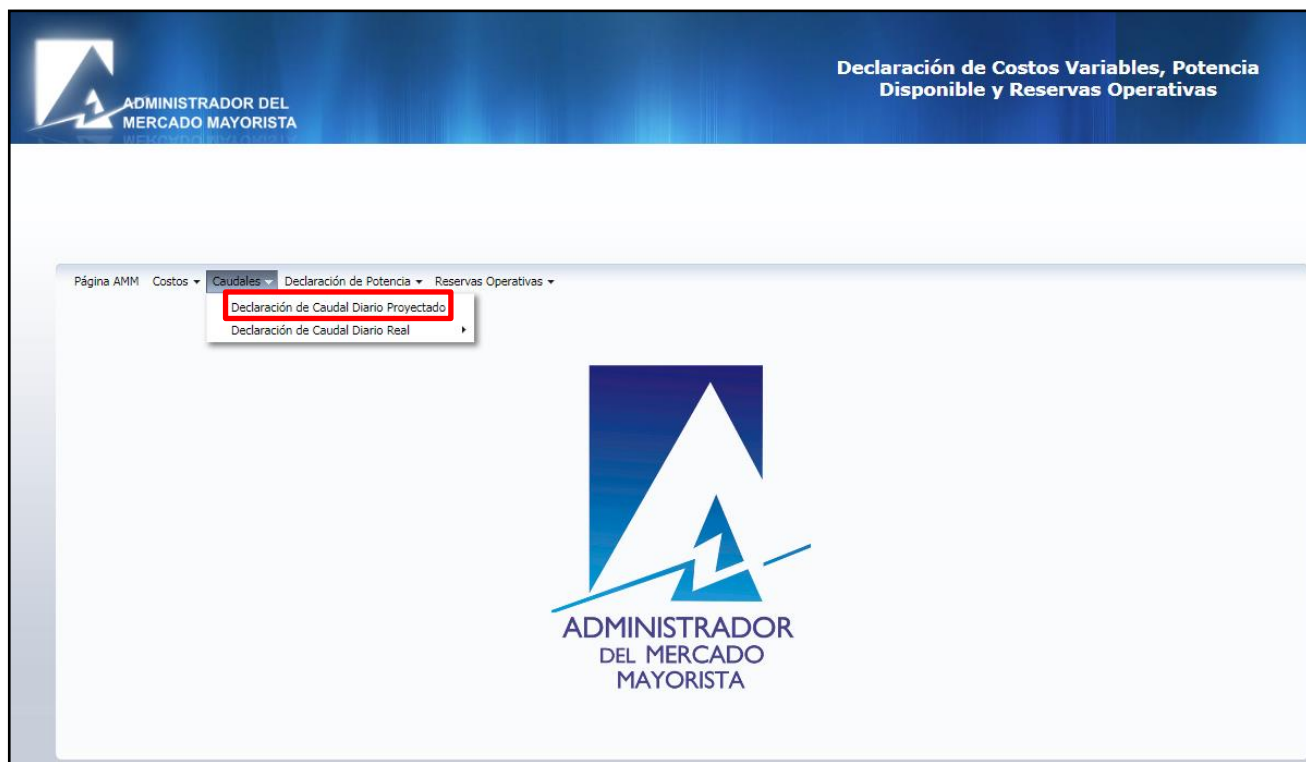 ADMINISTRADOR DEL
MERCADO MAYORISTA
Declaración de Costos Variables, Potencia
Disponible y Reservas Operativas
Página AMM Costos Caudales Declaración de Potencia Reservas Operativas
Declaración de Caudal Diario Proyectado
Declaración de Caudal Diario Real
ADMINISTRADOR
DEL MERCADO
MAYORISTA